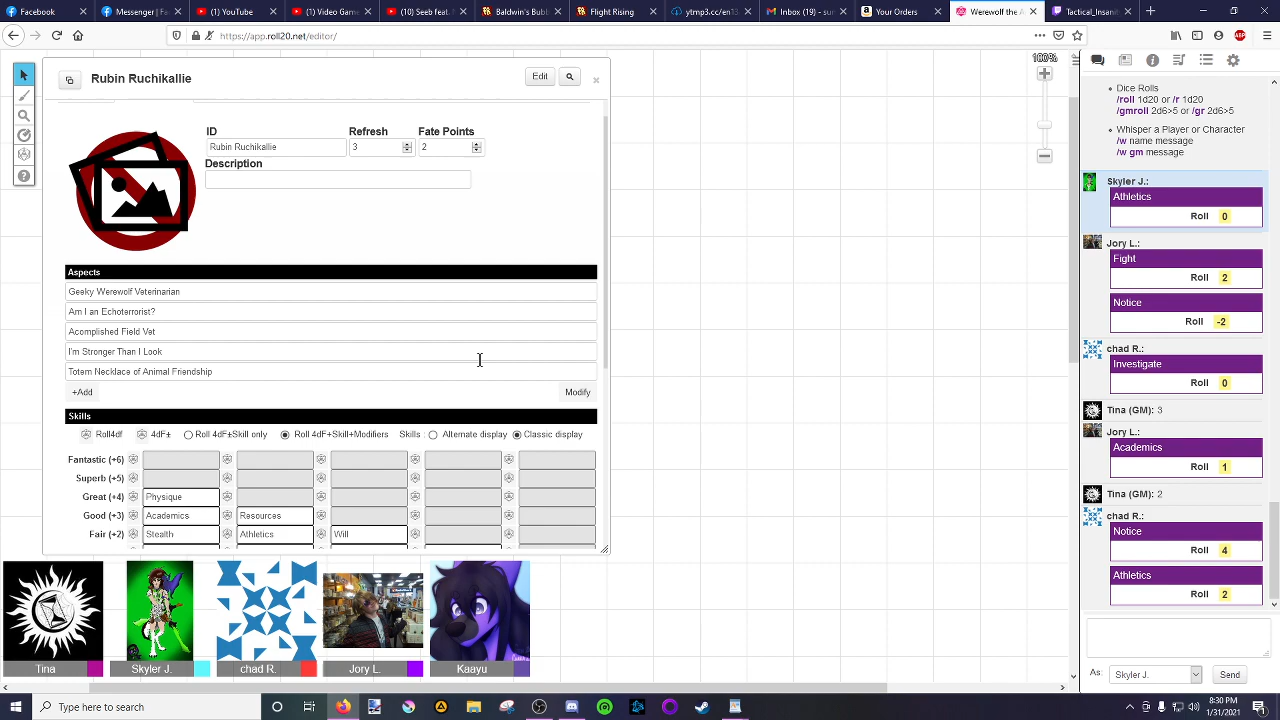 Facebook
Messenger | F
(1) YouTube
(1) Video Game
(10) Seeb feat.
Baldwin's Bub
Flight Rising
ytmp3.cc/en13
Inbox (19) - su
Your Orders
Werewolf the A
Tactical_Insani
https://app.roll20.net/editor/
100%
Rubin Ruchikallie
Edit
ID
Refresh
Fate Points
Rubin Ruchikallie
3
2
Description
Aspects
Geeky Werewolf Veterinarian
Am I an Echoterrorist?
Acomplished Field Vet
I'm Stronger Than I Look
Totem Necklace of Animal Friendship
+Add
Modify
Skills
Roll4df
4dF±
Roll 4dF+Skill only
Roll 4dF+Skill+Modifiers
Skills :
Alternate display
Classic display
Fantastic (+6)
Superb (+5)
Great (+4)
Physique
Good (+3)
Academics
Resources
Fair (+2)
Stealth
Athletics
Will
Tina
Skyler J.
chad R.
Jory L.
Kaayu
Dice Rolls
/roll 1d20 or /r 1d20
/gmroll 2d6>5 or /gr 2d6>5
Whisper a Player or Character
/w name message
/w gm message
Skyler J.:
Athletics
Roll 0
Jory L.:
Fight
Roll 2
Notice
Roll -2
chad R.:
Investigate
Roll 0
Tina (GM): 3
Jory L.:
Academics
Roll 1
Tina (GM): 2
chad R.:
Notice
Roll 4
Athletics
Roll 2
As:
Skyler J.
Send
Type here to search
8:30 PM
1/31/2021